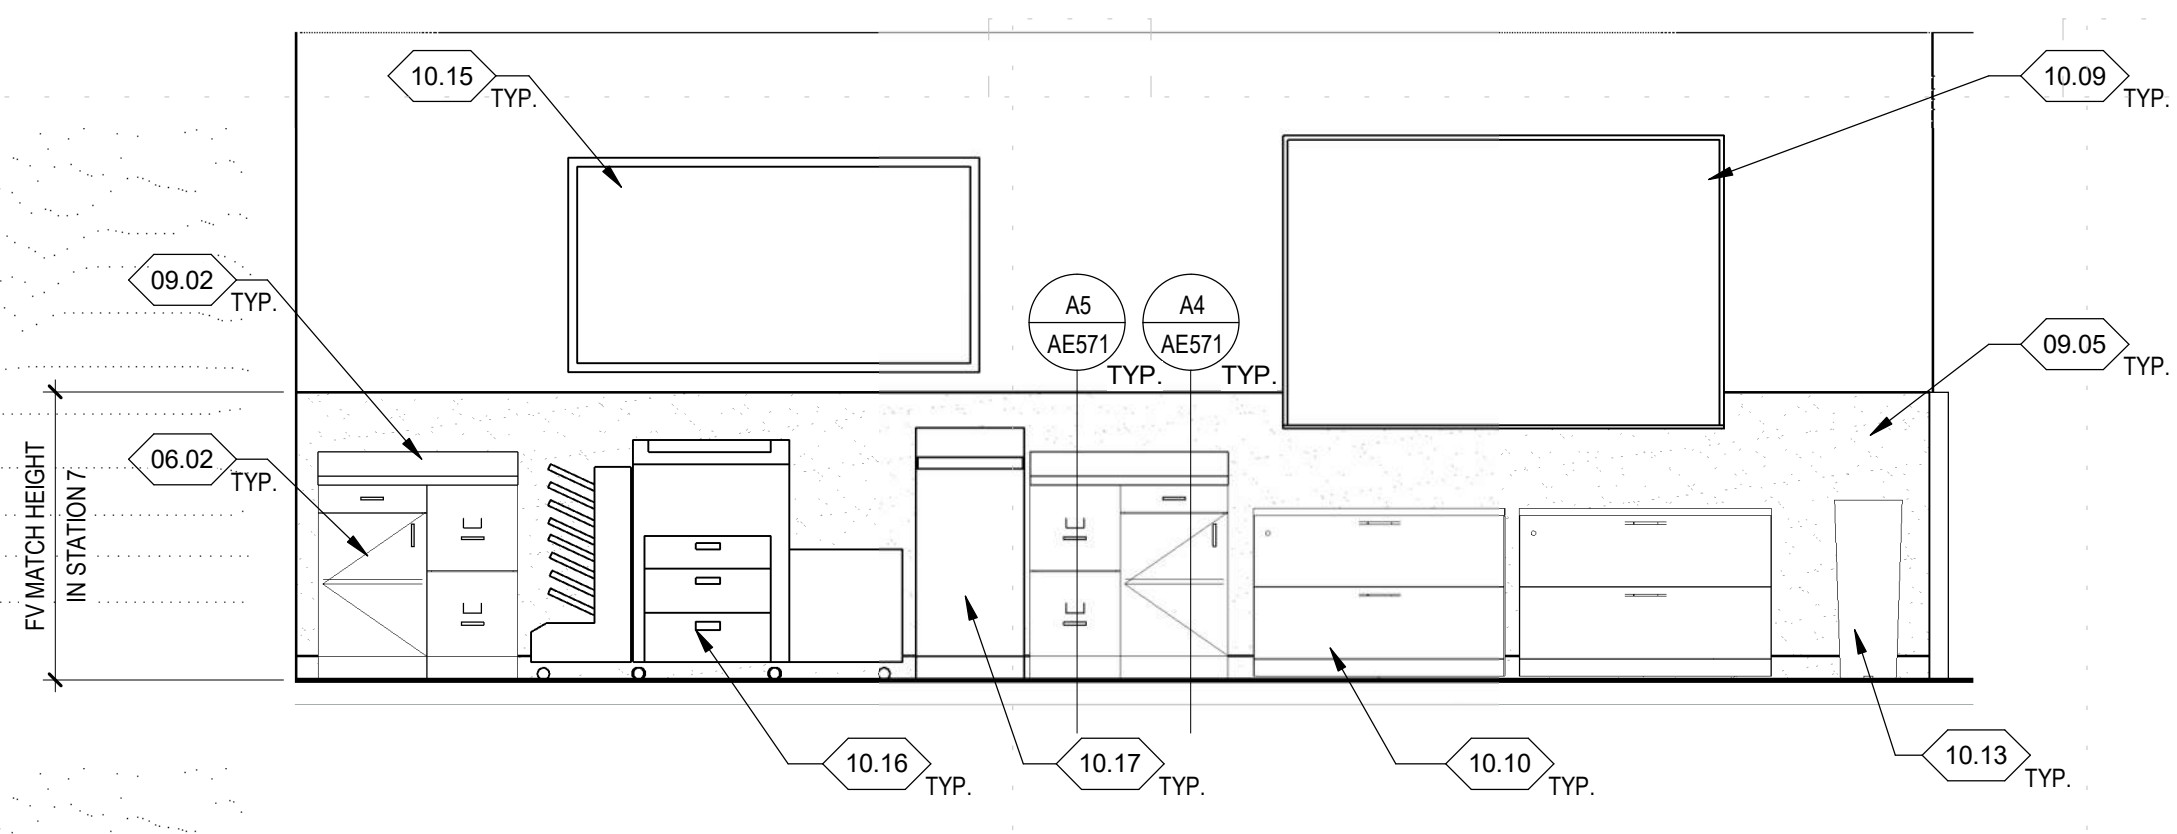 10.15
TYP.
10.09
TYP.
09.02
TYP.
A5
AE571
TYP.
A4
AE571
TYP.
09.05
TYP.
06.02
TYP.
FV MATCH HEIGHT
IN STATION 7
10.16
TYP.
10.17
TYP.
10.10
TYP.
10.13
TYP.